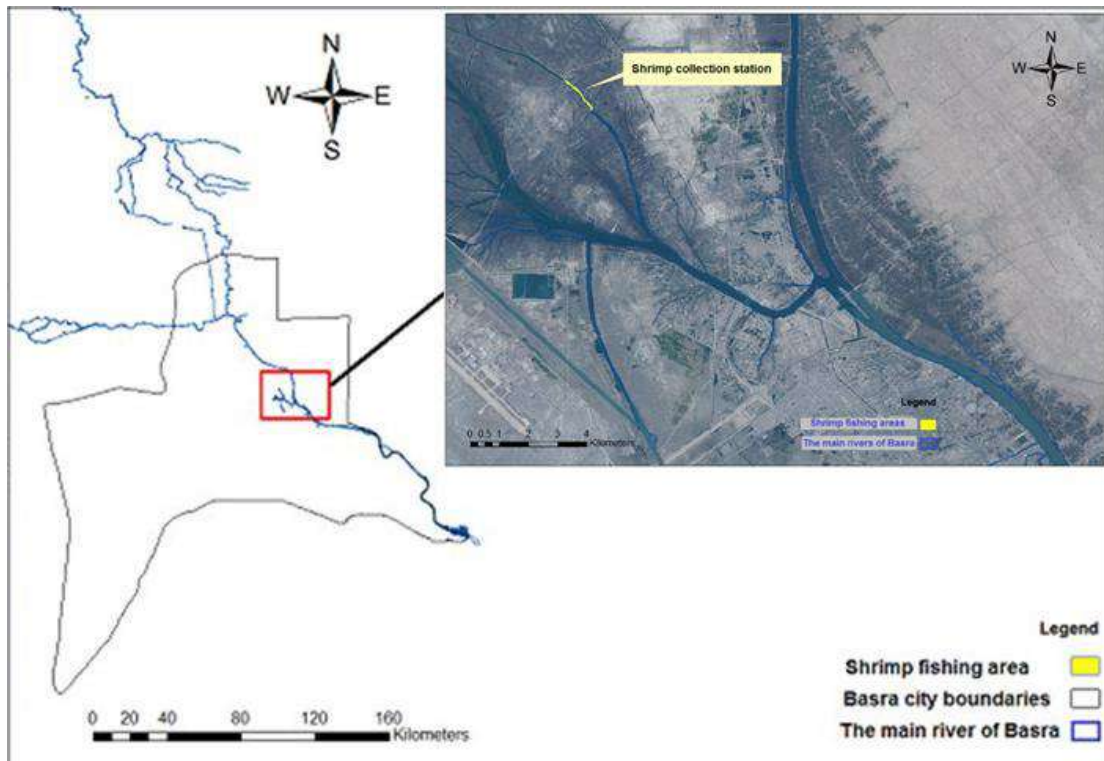 N
W E
S
Shrimp collection station
N
W E
S
Legend
Shrimp fishing areas
The main rivers of Basra
0 0.5 1 2 3 4
Kilometers
Legend
Shrimp fishing area
Basra city boundaries
The main river of Basra
0 20 40 80 120 160
Kilometers